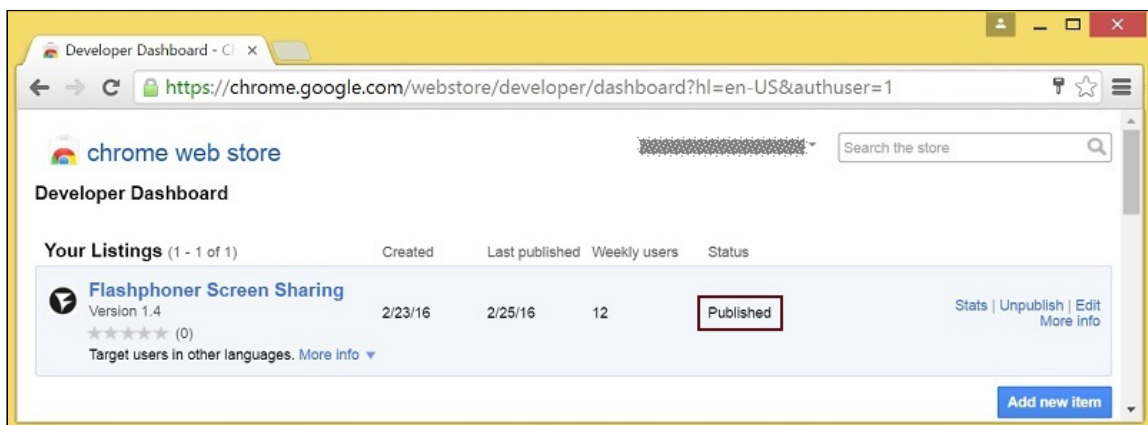 Developer Dashboard - Cl
https://chrome.google.com/webstore/developer/dashboard?hl=en-US&authuser=1
chrome web store
Search the store
Developer Dashboard
Your Listings (1 - 1 of 1) Created Last published Weekly users Status
Flashphoner Screen Sharing
Version 1.4
2/23/16 2/25/16 12 Published
Stats | Unpublish | Edit
More info
(0)
Target users in other languages. More info
Add new item